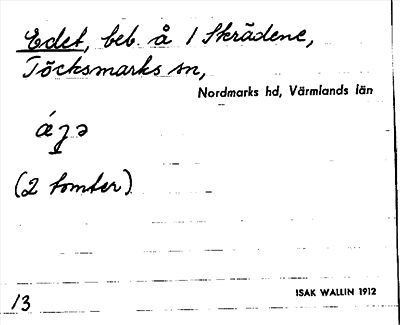 Edet, beb. å 1 Skrädene,
Töcksmarks sn,
Nordmarks hd, Värmlands län
(2 tomter)
ISAK WALLIN 1912
13